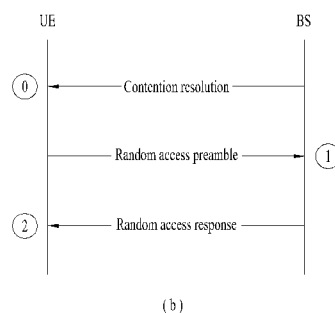 UE BS
0 Contention resolution
Random access preamble 1
2 Random access response
( b )